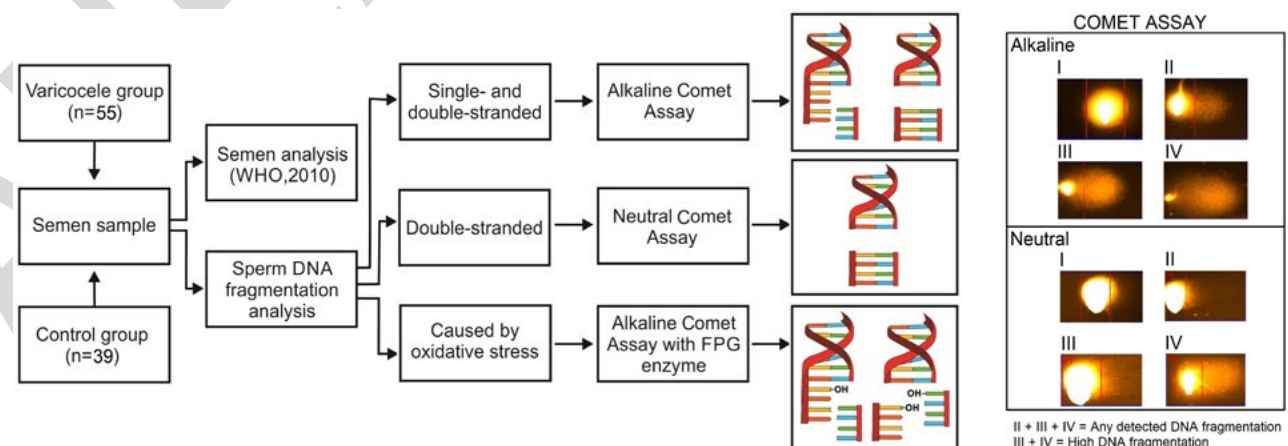 Varicocele group
(n=55)
Semen sample
Control group
(n=39)
Semen analysis
(WHO,2010)
Sperm DNA
fragmentation
analysis
Single- and
double-stranded
Double-stranded
Caused by
oxidative stress
Alkaline Comet
Assay
Neutral Comet
Assay
Alkaline Comet
Assay with FPG
enzyme
-OH
OH-
-OH
COMET ASSAY
Alkaline
I
II
III
IV
Neutral
I
II
III
IV
II + III + IV = Any detected DNA fragmentation
III + IV = High DNA fragmentation